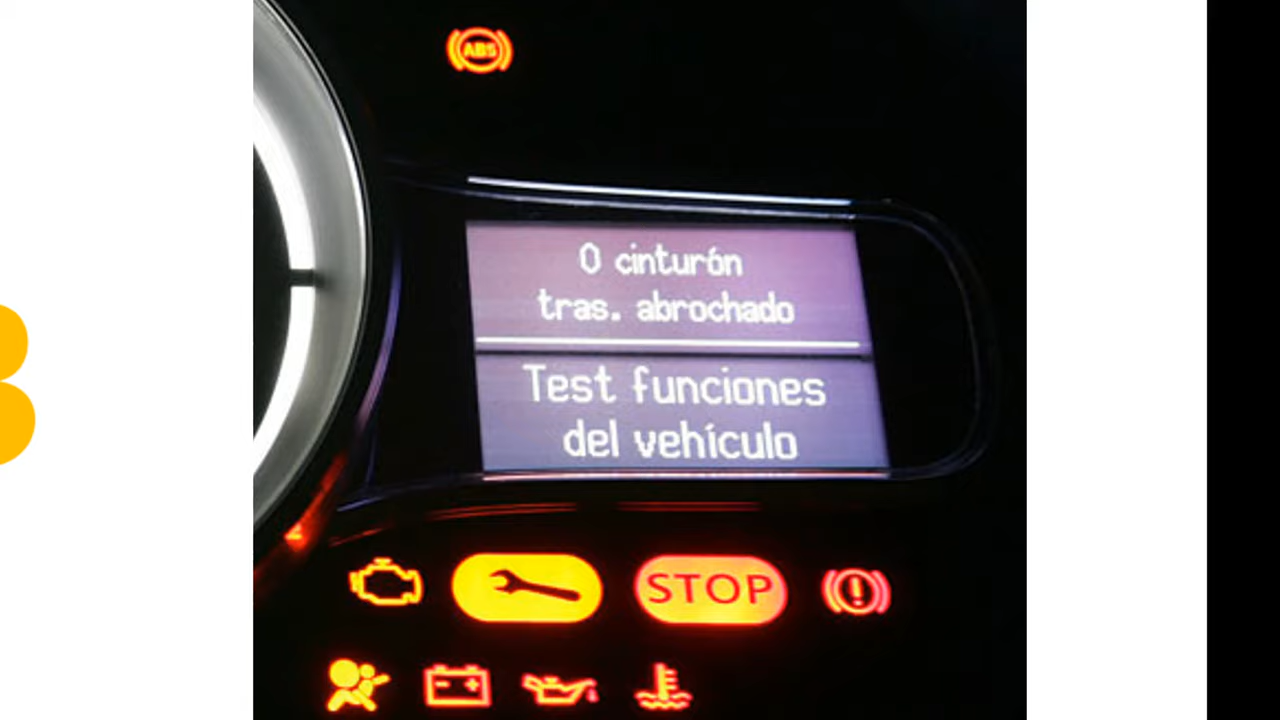 ABS
0 cinturón
tras. abrochado
Test funciones
del vehículo
STOP